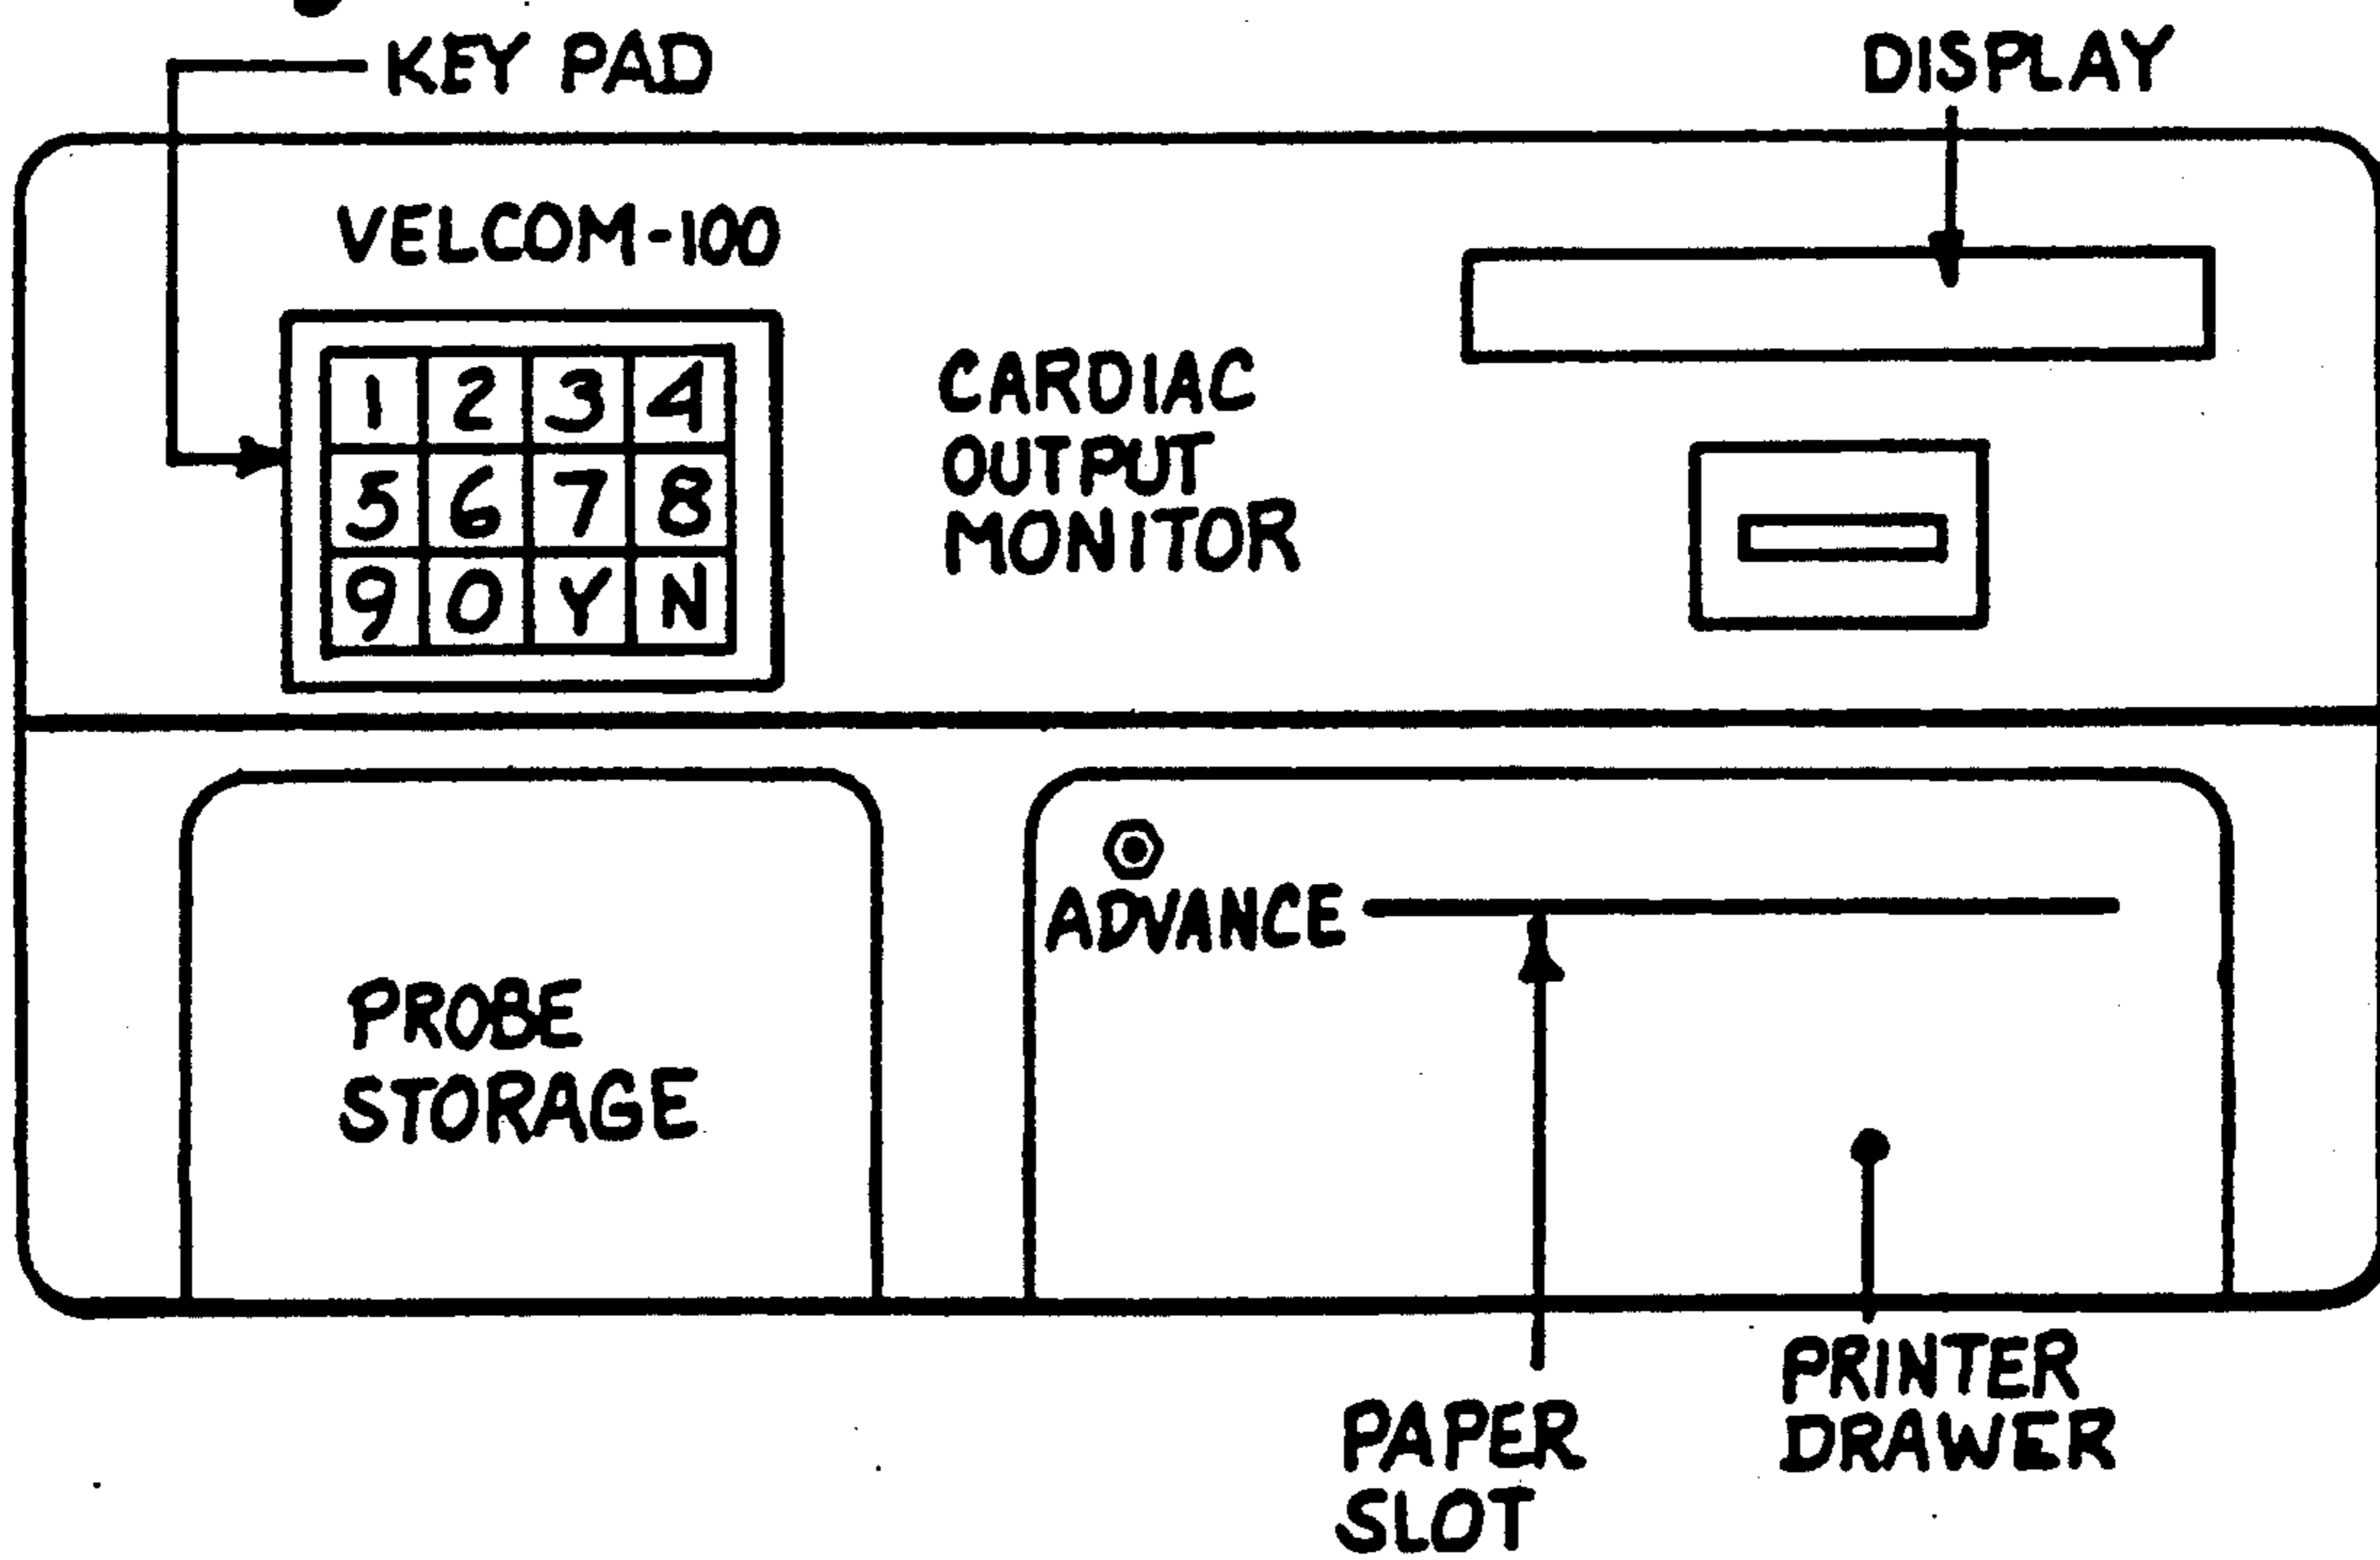 KEY PAD
DISPLAY
VELCOM-100
1 2 3 4
5 6 7 8
9 0 Y N
CARDIAC
OUTPUT
MONITOR
ADVANCE
PROBE
STORAGE
PAPER
SLOT
PRINTER
DRAWER